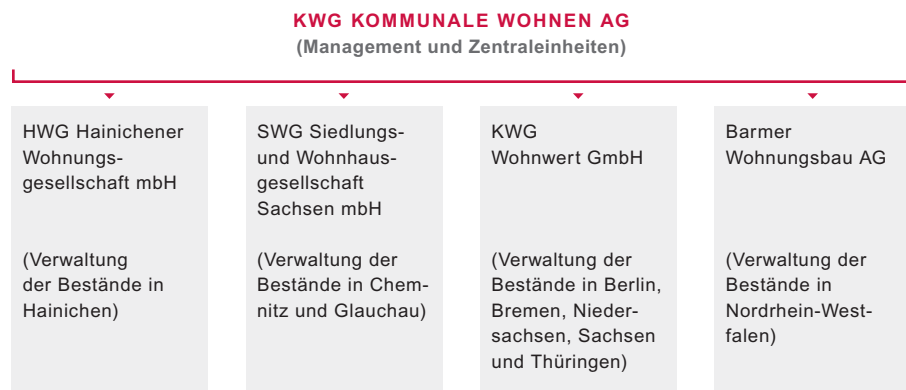 KWG KOMMUNALE WOHNEN AG
(Management und Zentraleinheiten)
HWG Hainichener
Wohnungs-
gesellschaft mbH
(Verwaltung
der Bestände in
Hainichen)
SWG Siedlungs-
und Wohnhaus-
gesellschaft
Sachsen mbH
(Verwaltung der
Bestände in Chem-
nitz und Glauchau)
KWG
Wohnwert GmbH
(Verwaltung der
Bestände in Berlin,
Bremen, Nieder-
sachsen, Sachsen
und Thüringen)
Barmer
Wohnungsbau AG
(Verwaltung der
Bestände in
Nordrhein-West-
falen)